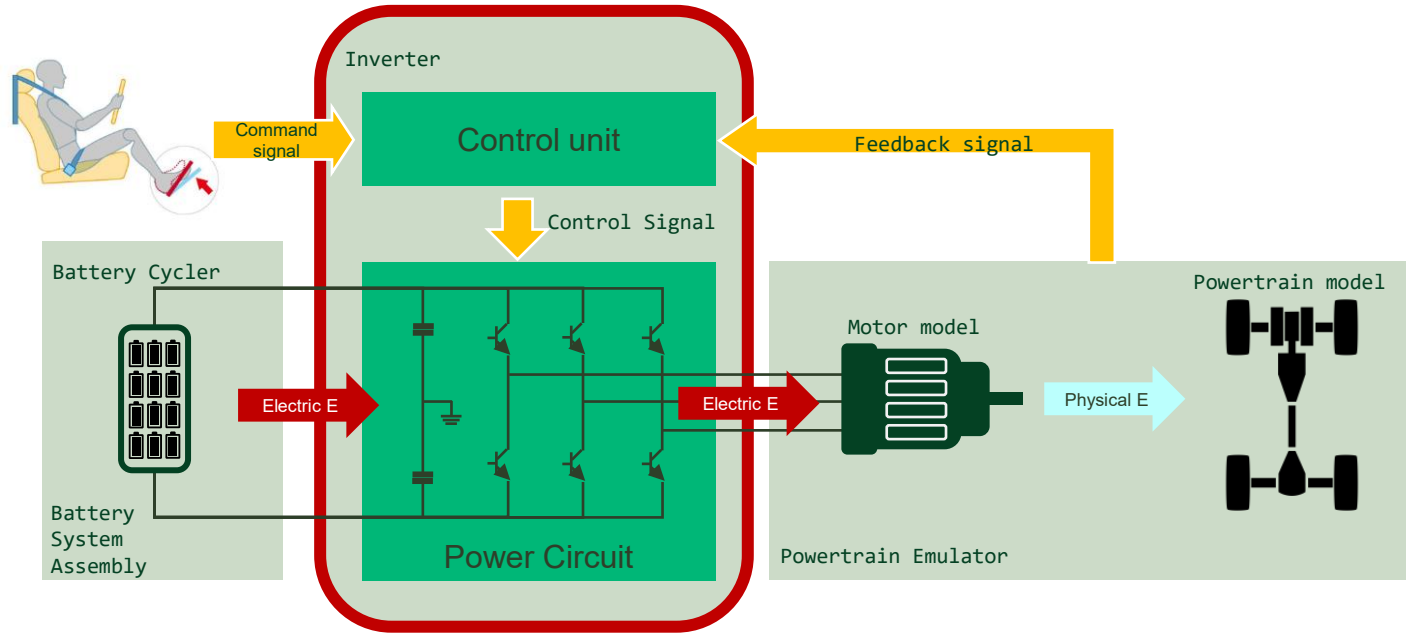 Inverter
Command
signal
Control unit
Feedback signal
Control Signal
Battery Cycler
Powertrain model
Motor model
Electric E
Electric E
Physical E
Battery
System
Assembly
Power Circuit
Powertrain Emulator